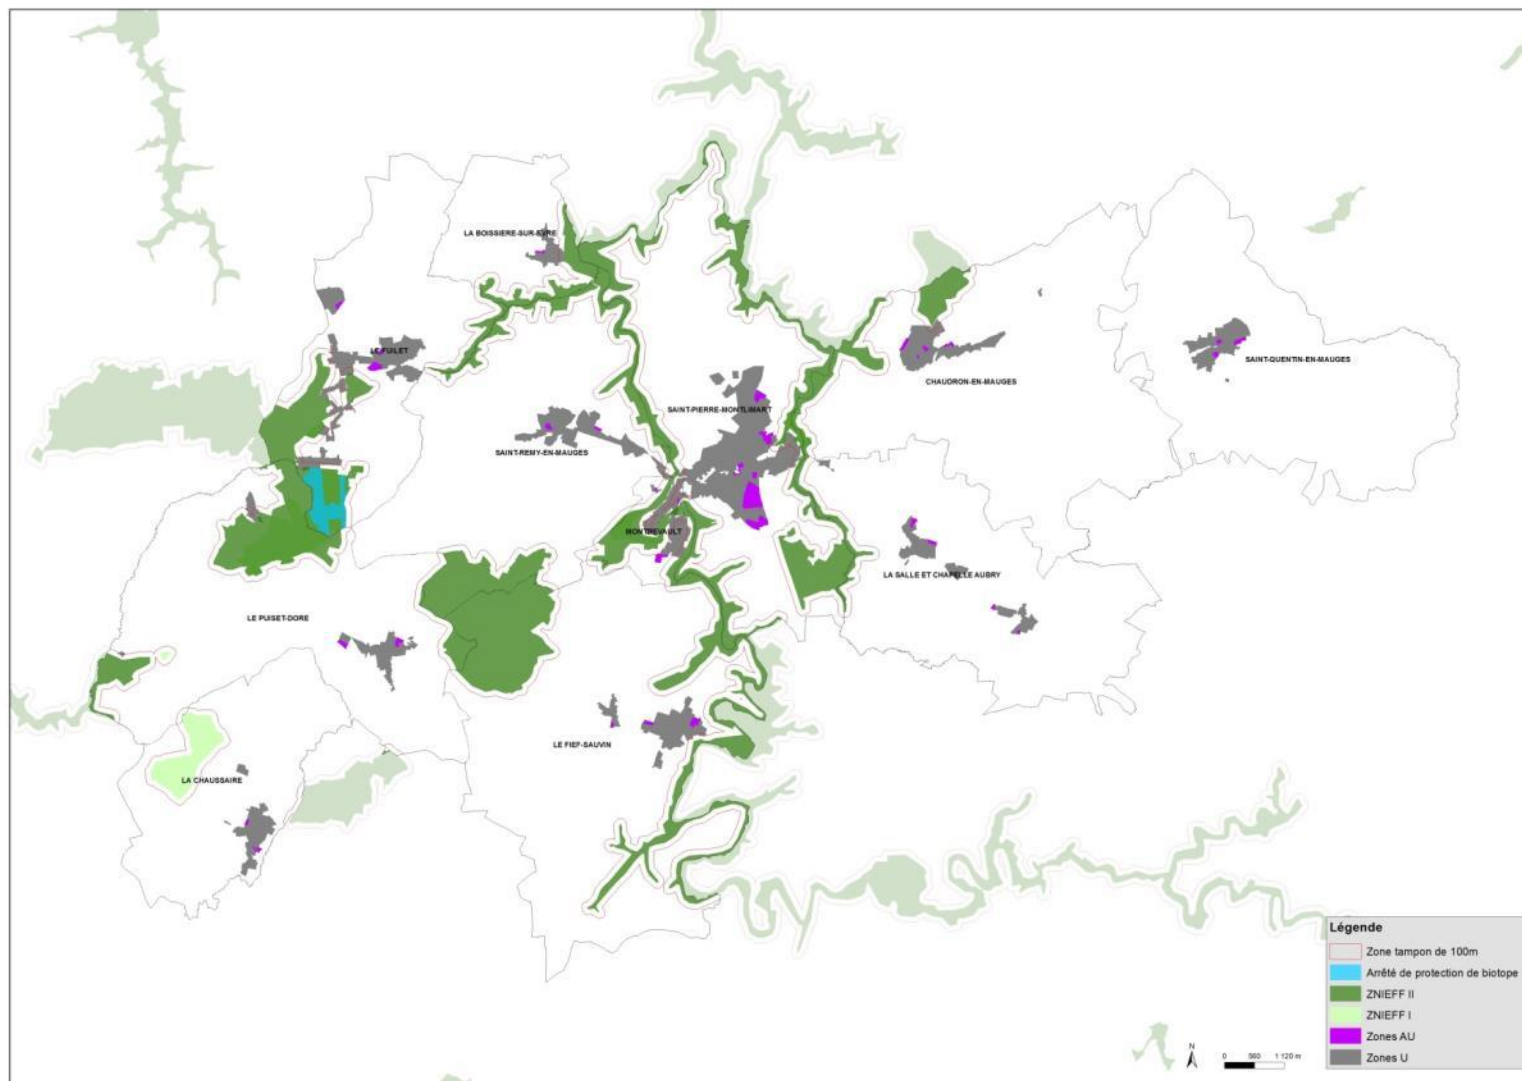 LA BOISSIERE-SUR-EVRE
LE FUILET
SAINT-QUENTIN-EN-MAUGES
CHAUDRON-EN-MAUGES
SAINT-PIERRE-MONTLIMART
SAINT-REMY-EN-MAUGES
MONTREVAULT
LA SALLE ET CHAPELLE AUBRY
LE PUISET-DORE
LE FIEF-SAUVIN
LA CHAUSSAIRE
Légende
Zone tampon de 100m
Arrêté de protection de biotope
ZNIEFF II
ZNIEFF I
Zones AU
Zones U
N
0 560 1 120 m